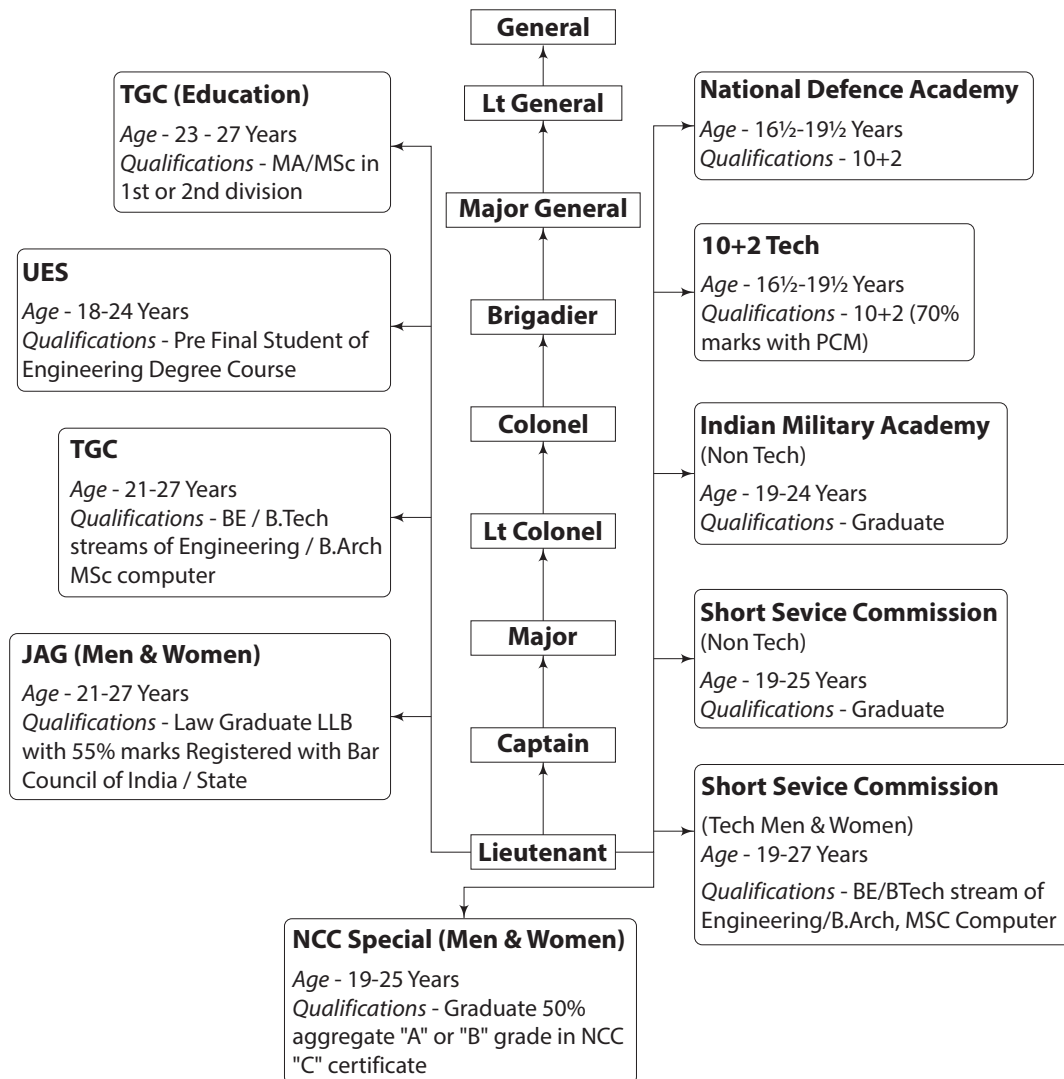 General
Lt General
Major General
Brigadier
Colonel
Lt Colonel
Major
Captain
Lieutenant
TGC (Education)
Age - 23 - 27 Years
Qualifications - MA/MSc in
1st or 2nd division
UES
Age - 18-24 Years
Qualifications - Pre Final Student of
Engineering Degree Course
TGC
Age - 21-27 Years
Qualifications - BE / B.Tech
streams of Engineering / B.Arch
MSc computer
JAG (Men & Women)
Age - 21-27 Years
Qualifications - Law Graduate LLB
with 55% marks Registered with Bar
Council of India / State
National Defence Academy
Age - 16½-19½ Years
Qualifications - 10+2
10+2 Tech
Age - 16½-19½ Years
Qualifications - 10+2 (70%
marks with PCM)
Indian Military Academy
(Non Tech)
Age - 19-24 Years
Qualifications - Graduate
Short Sevice Commission
(Non Tech)
Age - 19-25 Years
Qualifications - Graduate
Short Sevice Commission
(Tech Men & Women)
Age - 19-27 Years
Qualifications - BE/BTech stream of
Engineering/B.Arch, MSC Computer
NCC Special (Men & Women)
Age - 19-25 Years
Qualifications - Graduate 50%
aggregate "A" or "B" grade in NCC
"C" certificate